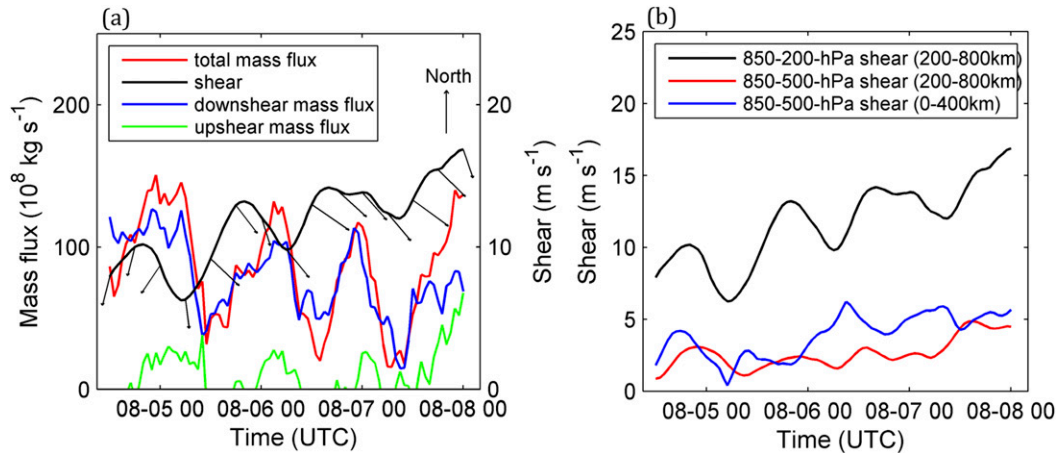 (a)
total mass flux
shear
downshear mass flux
upshear mass flux
North
200
100
0
20
10
0
Mass flux (10⁸ kg s⁻¹)
Shear (m s⁻¹)
08-05 00 08-06 00 08-07 00 08-08 00
Time (UTC)
(b)
850-200-hPa shear (200-800km)
850-500-hPa shear (200-800km)
850-500-hPa shear (0-400km)
25
20
15
10
5
0
Shear (m s⁻¹)
08-05 00 08-06 00 08-07 00 08-08 00
Time (UTC)